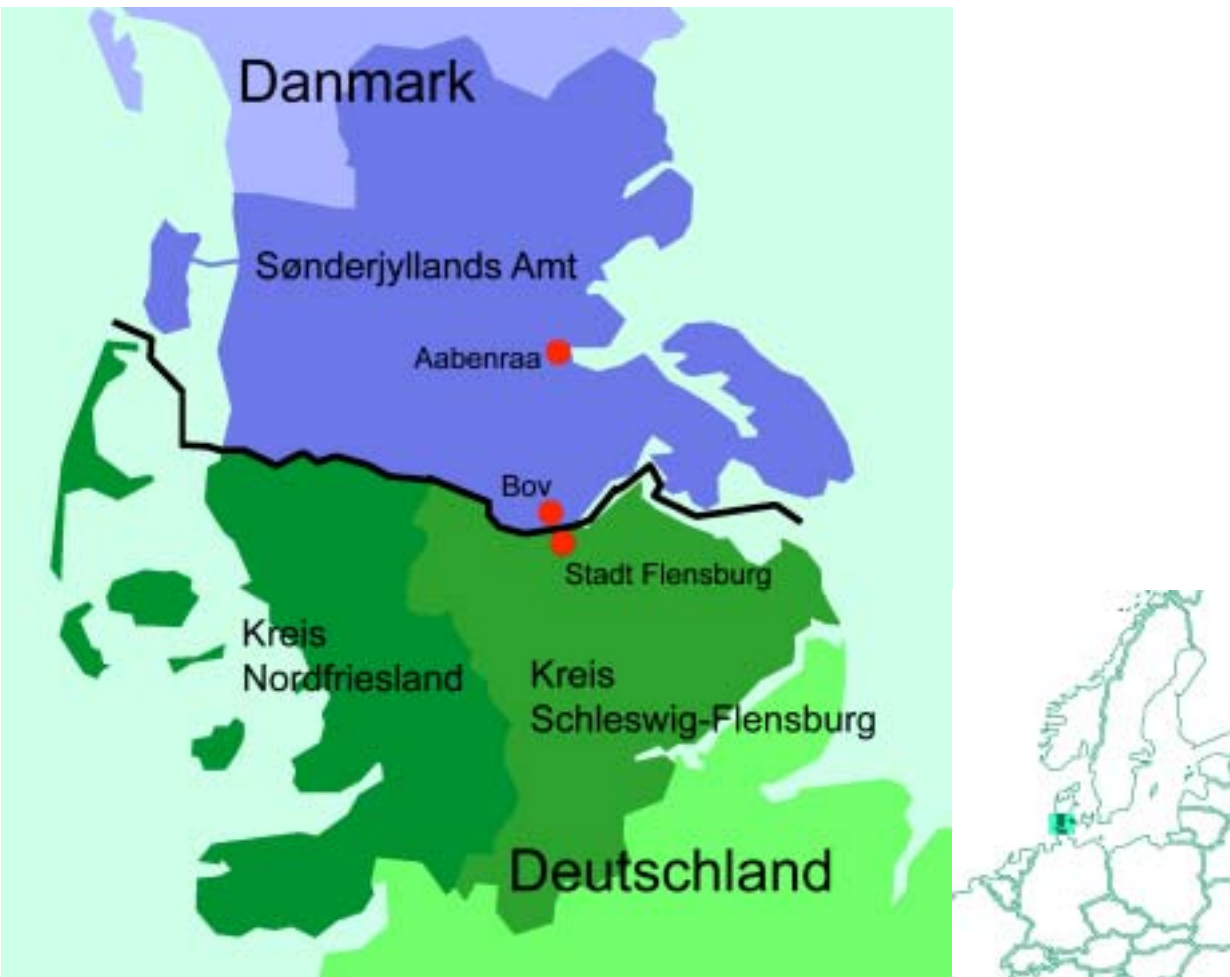 Danmark
Sønderjyllands Amt
Aabenraa
Bov
Stadt Flensburg
Kreis
Nordfriesland
Kreis
Schleswig-Flensburg
Deutschland